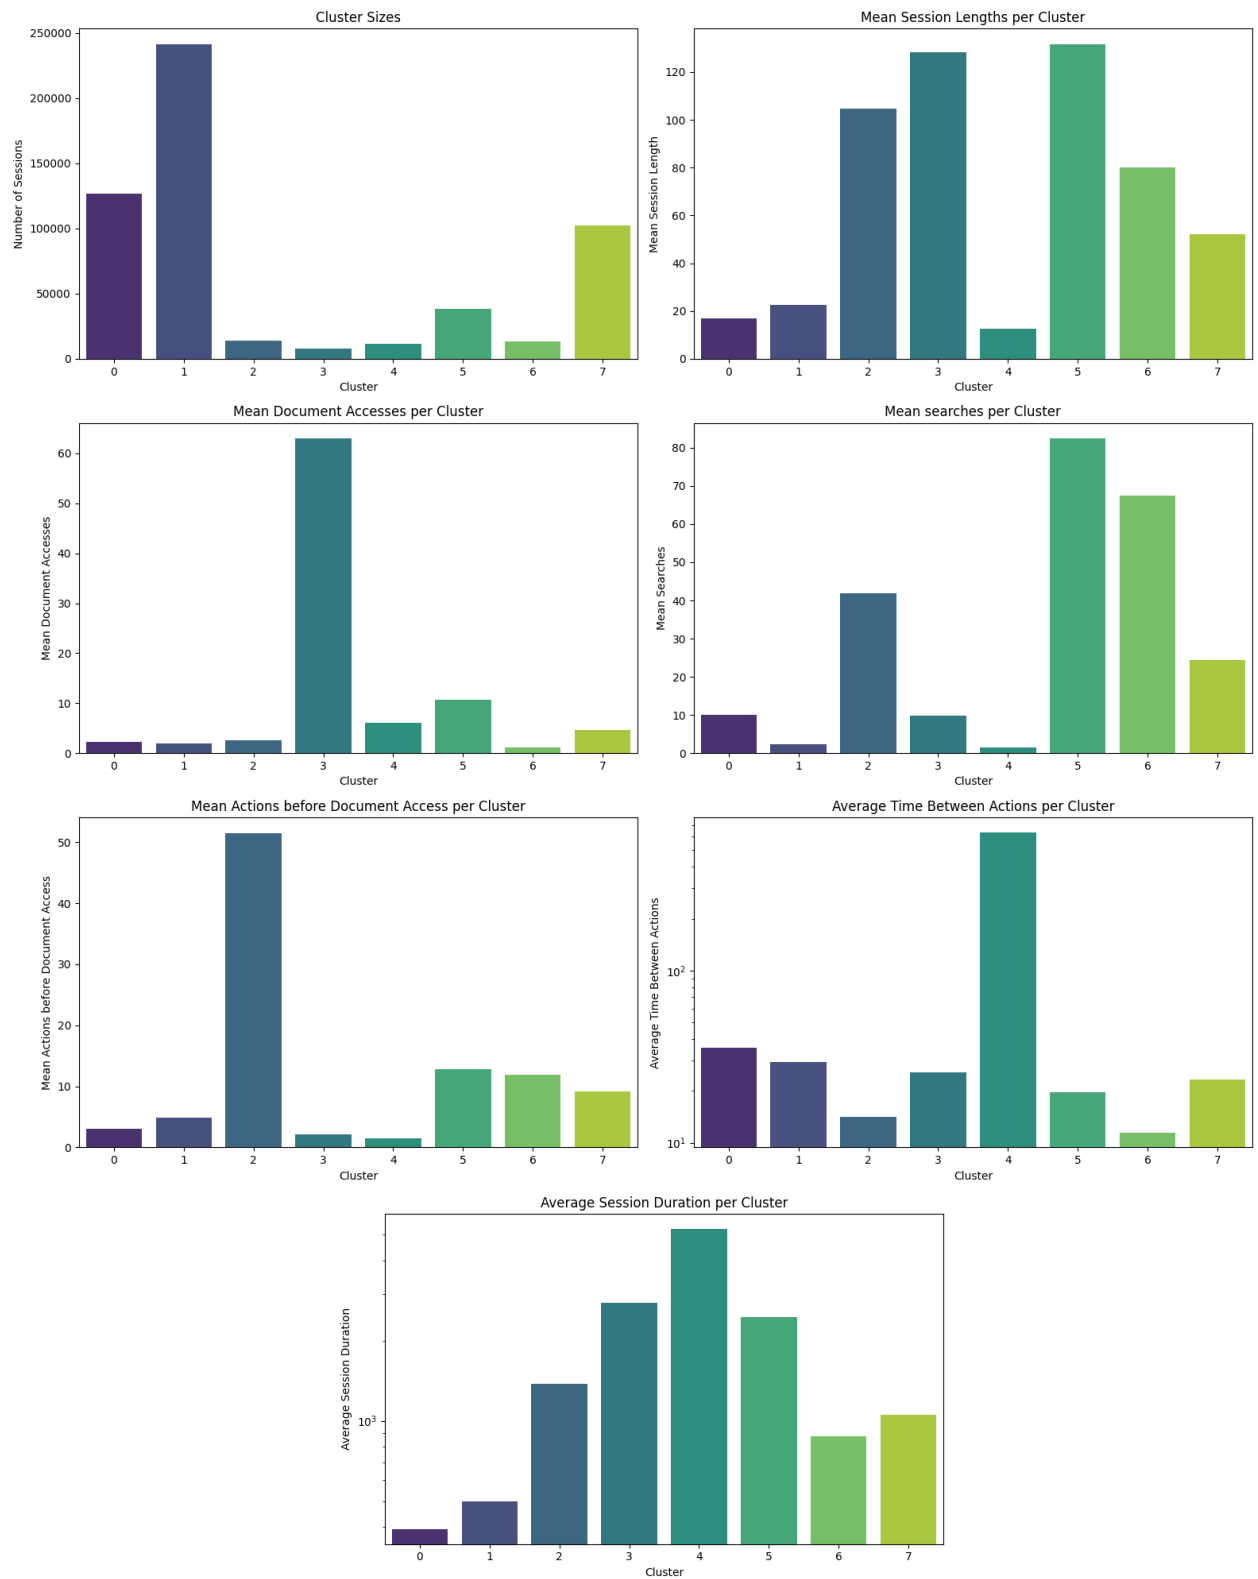 Cluster Sizes
Number of Sessions
250000
200000
150000
100000
50000
0
0 1 2 3 4 5 6 7
Cluster
Mean Session Lengths per Cluster
Mean Session Length
120
100
80
60
40
20
0
0 1 2 3 4 5 6 7
Cluster
Mean Document Accesses per Cluster
Mean Document Accesses
60
50
40
30
20
10
0
0 1 2 3 4 5 6 7
Cluster
Mean searches per Cluster
Mean Searches
80
70
60
50
40
30
20
10
0
0 1 2 3 4 5 6 7
Cluster
Mean Actions before Document Access per Cluster
Mean Actions before Document Access
50
40
30
20
10
0
0 1 2 3 4 5 6 7
Cluster
Average Time Between Actions per Cluster
Average Time Between Actions
10²
10¹
0 1 2 3 4 5 6 7
Cluster
Average Session Duration per Cluster
Average Session Duration
10³
0 1 2 3 4 5 6 7
Cluster